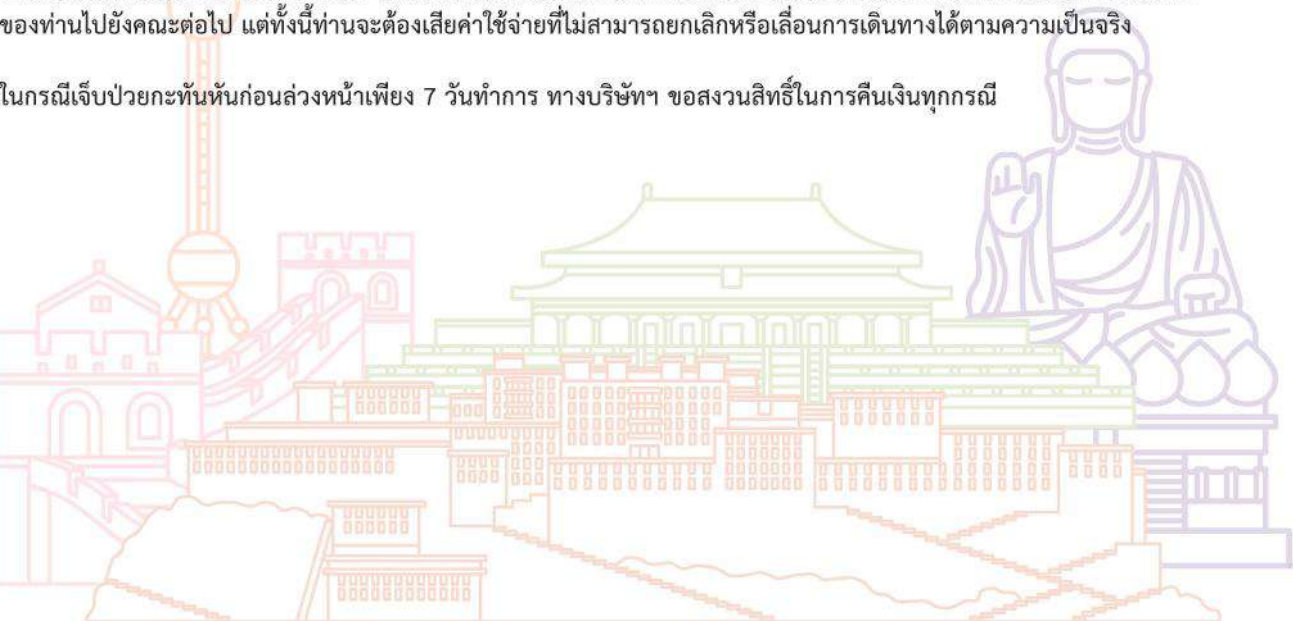 ของท่านไปยังคณะต่อไป แต่ทั้งนี้ท่านจะต้องเสียค่าใช้จ่ายที่ไม่สามารถยกเลิกหรือเลื่อนการเดินทางได้ตามความเป็นจริง
ในกรณีเจ็บป่วยกะทันหันก่อนล่วงหน้าเพียง 7 วันทำการ ทางบริษัทฯ ขอสงวนสิทธิ์ในการคืนเงินทุกกรณี